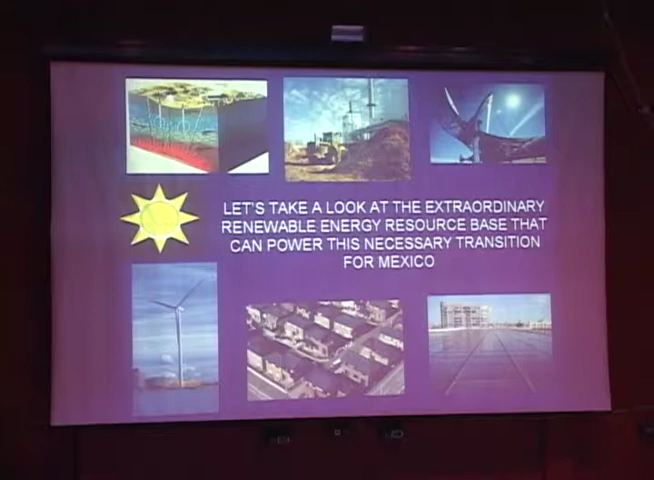 LET'S TAKE A LOOK AT THE EXTRAORDINARY
RENEWABLE ENERGY RESOURCE BASE THAT
CAN POWER THIS NECESSARY TRANSITION
FOR MEXICO